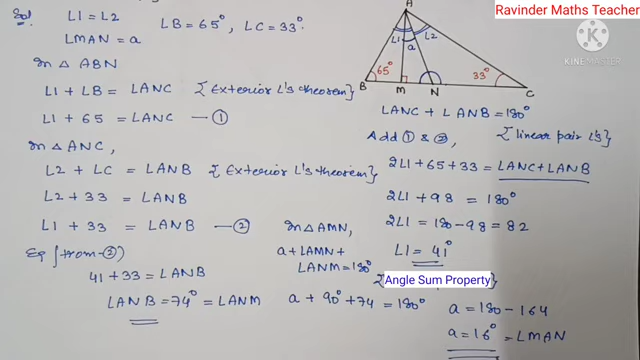 Ravinder Maths Teacher
Sol: L1 = L2
LB = 65°, LC = 33°
LMAN = a
In △ ABN
L1 + LB = LANC {Exterior L's theorem}
L1 + 65 = LANC — ①
In △ ANC,
L2 + LC = LANB {Exterior L's theorem}
L2 + 33 = LANB
L1 + 33 = LANB — ②
Eq from ②
41 + 33 = LANB
LANB = 74° = LANM
In △ AMN,
a + LAMN +
LANM = 180°
{Angle Sum Property}
a + 90° + 74 = 180°
A
L1
L2
a
65°
33°
B
M
N
C
LANC + LANB = 180°
{linear pair L's}
Add ① & ②,
2L1 + 65 + 33 = LANC + LANB
2L1 + 98 = 180°
2L1 = 180 - 98 = 82
L1 = 41°
a = 180 - 164
a = 16° = LMAN
KINEMASTER